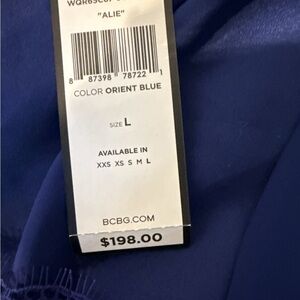 "ALIE"
8 87398 78722 1
COLOR ORIENT BLUE
SIZE L
AVAILABLE IN
XXS XS S M L
BCBG.COM
$198.00